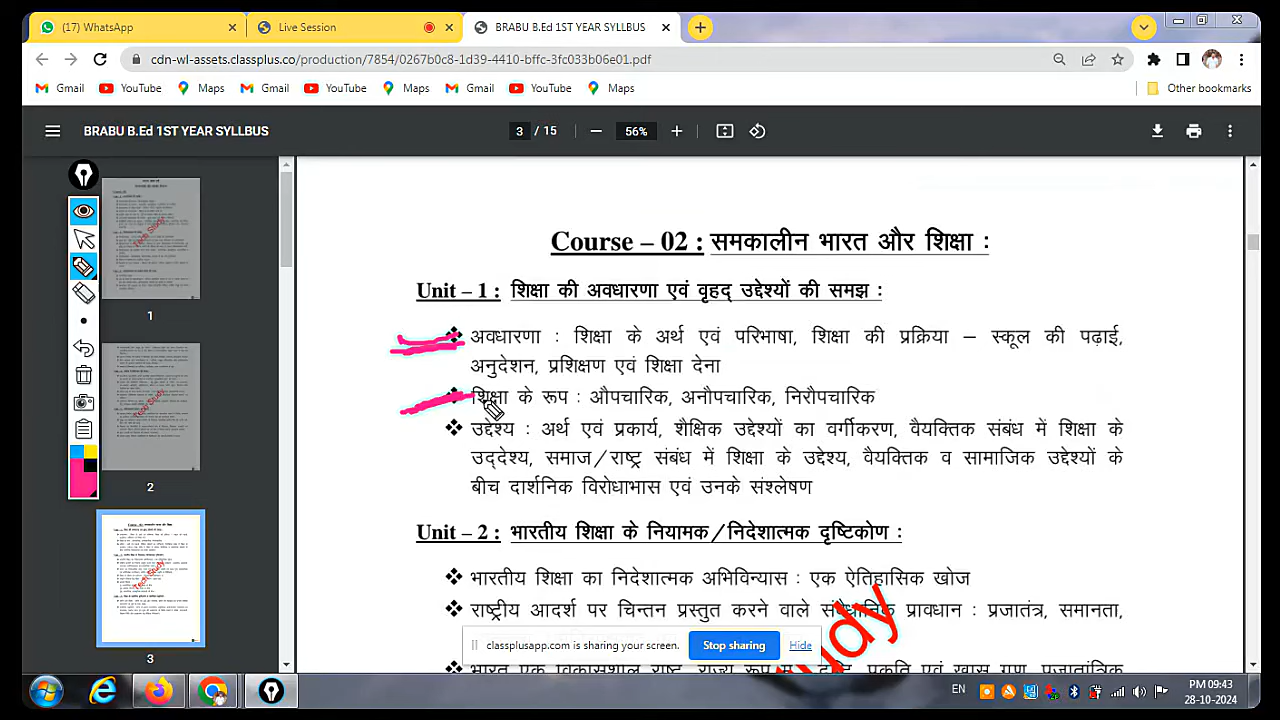 (17) WhatsApp
Live Session
BRABU B.Ed 1ST YEAR SYLLBUS
cdn-wl-assets.classplus.co/production/7854/0267b0c8-1d39-4410-bffc-3fc033b06e01.pdf
Gmail YouTube Maps Gmail YouTube Maps Gmail YouTube Maps Other bookmarks
BRABU B.Ed 1ST YEAR SYLLBUS 3 / 15 56%
1
2
3
Course – 02 : समकालीन भारत और शिक्षा :
Unit – 1 : शिक्षा की अवधारणा एवं वृहद् उद्देश्यों की समझ :
❖ अवधारणा : शिक्षा के अर्थ एवं परिभाषा, शिक्षा की प्रक्रिया – स्कूल की पढ़ाई,
अनुदेशन, प्रशिक्षण एवं शिक्षा देना
❖ शिक्षा के रूप : औपचारिक, अनौपचारिक, निरौपचारिक
❖ उद्देश्य : अर्थ एवं प्रकार्य, शैक्षिक उद्देश्यों का वर्गीकरण, वैयक्तिक संबंध में शिक्षा के
उद्देश्य, समाज/राष्ट्र संबंध में शिक्षा के उद्देश्य, वैयक्तिक व सामाजिक उद्देश्यों के
बीच दार्शनिक विरोधाभास एवं उनके संश्लेषण
Unit – 2 : भारतीय शिक्षा के नियामक/निदेशात्मक दृष्टिकोण :
❖ भारतीय शिक्षा का निदेशात्मक अभिविन्यास : एक ऐतिहासिक खोज
❖ राष्ट्रीय आदर्श पर चिन्तन प्रस्तुत करने वाले संवैधानिक प्रावधान : प्रजातंत्र, समानता,
classplusapp.com is sharing your screen. Stop sharing Hide
EN
PM 09:43
28-10-2024